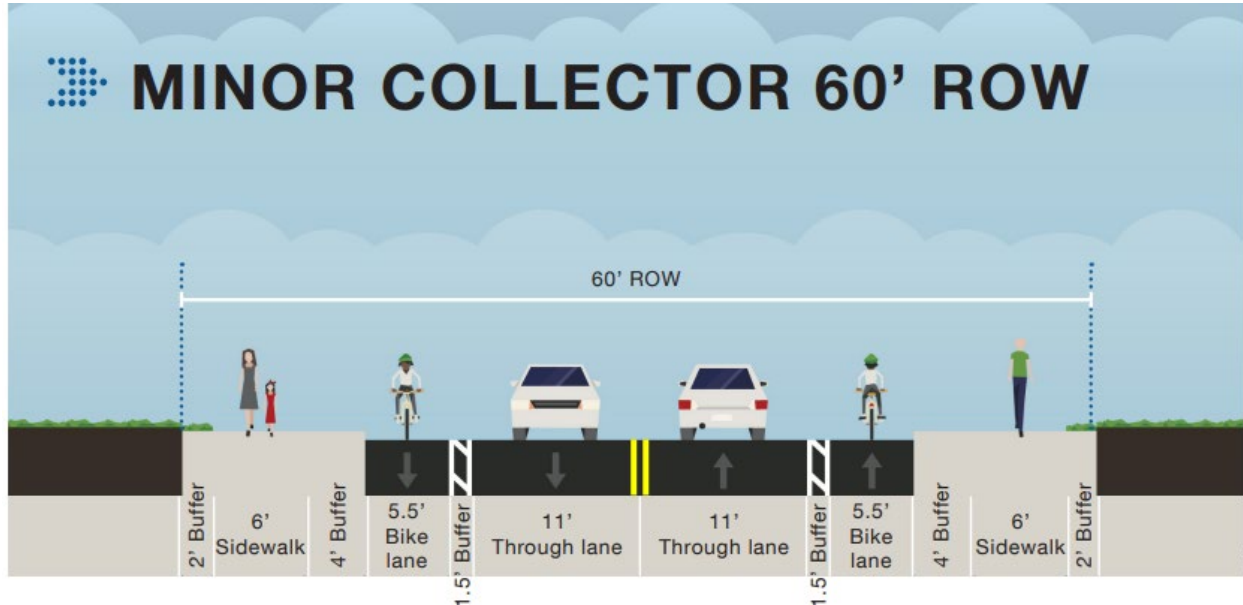 MINOR COLLECTOR 60’ ROW
60’ ROW
2’ Buffer
6’
Sidewalk
4’ Buffer
5.5’
Bike
lane
1.5’ Buffer
11’
Through lane
11’
Through lane
1.5’ Buffer
5.5’
Bike
lane
4’ Buffer
6’
Sidewalk
2’ Buffer